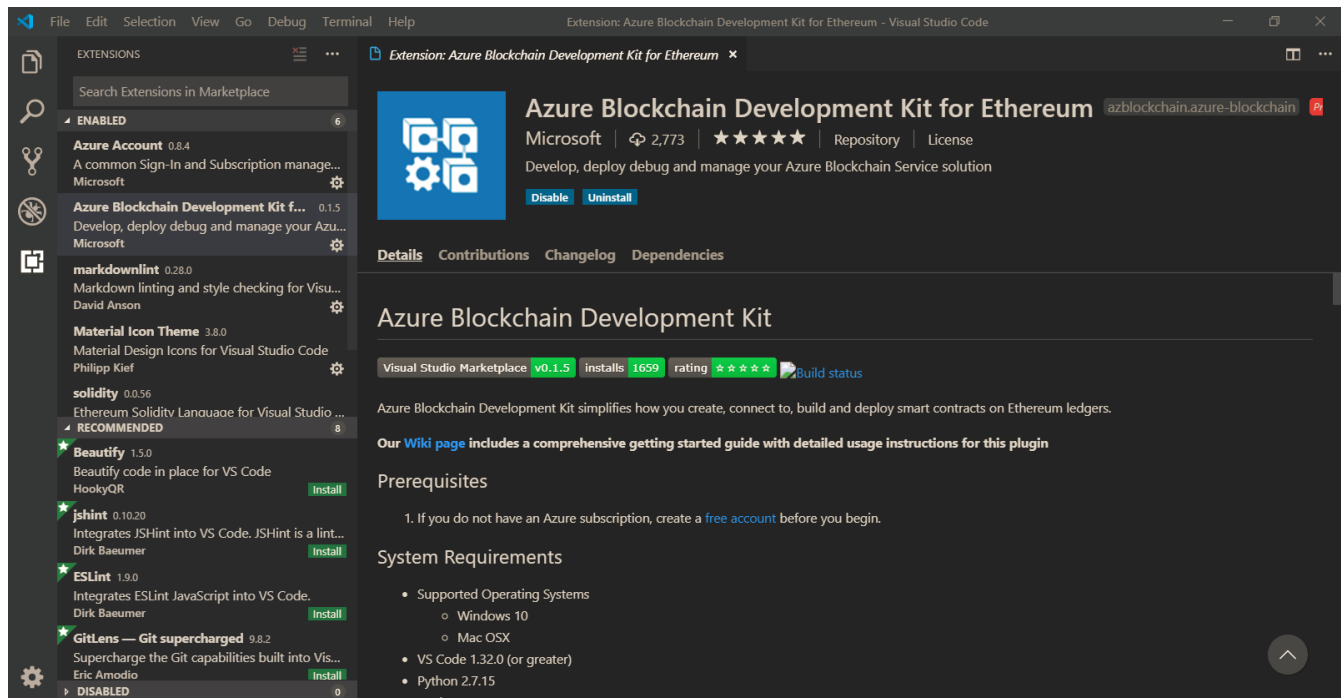 File Edit Selection View Go Debug Terminal Help
Extension: Azure Blockchain Development Kit for Ethereum - Visual Studio Code
EXTENSIONS
Search Extensions in Marketplace
ENABLED 6
Azure Account 0.8.4
A common Sign-In and Subscription manage...
Microsoft
Azure Blockchain Development Kit f... 0.1.5
Develop, deploy debug and manage your Azu...
Microsoft
markdownlint 0.28.0
Markdown linting and style checking for Visu...
David Anson
Material Icon Theme 3.8.0
Material Design Icons for Visual Studio Code
Philipp Kief
solidity 0.0.56
Ethereum Solidity Language for Visual Studio ...
RECOMMENDED 8
Beautify 1.5.0
Beautify code in place for VS Code
HookyQR Install
jshint 0.10.20
Integrates JSHint into VS Code. JSHint is a lint...
Dirk Baeumer Install
ESLint 1.9.0
Integrates ESLint JavaScript into VS Code.
Dirk Baeumer Install
GitLens — Git supercharged 9.8.2
Supercharge the Git capabilities built into Vis...
Eric Amodio Install
DISABLED 0
Extension: Azure Blockchain Development Kit for Ethereum ×
Azure Blockchain Development Kit for Ethereum azblockchain.azure-blockchain Pr
Microsoft 2,773 ★★★★★ Repository License
Develop, deploy debug and manage your Azure Blockchain Service solution
Disable Uninstall
Details Contributions Changelog Dependencies
Azure Blockchain Development Kit
Visual Studio Marketplace v0.1.5 installs 1659 rating ☆☆☆☆☆ Build status
Azure Blockchain Development Kit simplifies how you create, connect to, build and deploy smart contracts on Ethereum ledgers.
Our Wiki page includes a comprehensive getting started guide with detailed usage instructions for this plugin
Prerequisites
1. If you do not have an Azure subscription, create a free account before you begin.
System Requirements
• Supported Operating Systems
○ Windows 10
○ Mac OSX
• VS Code 1.32.0 (or greater)
• Python 2.7.15